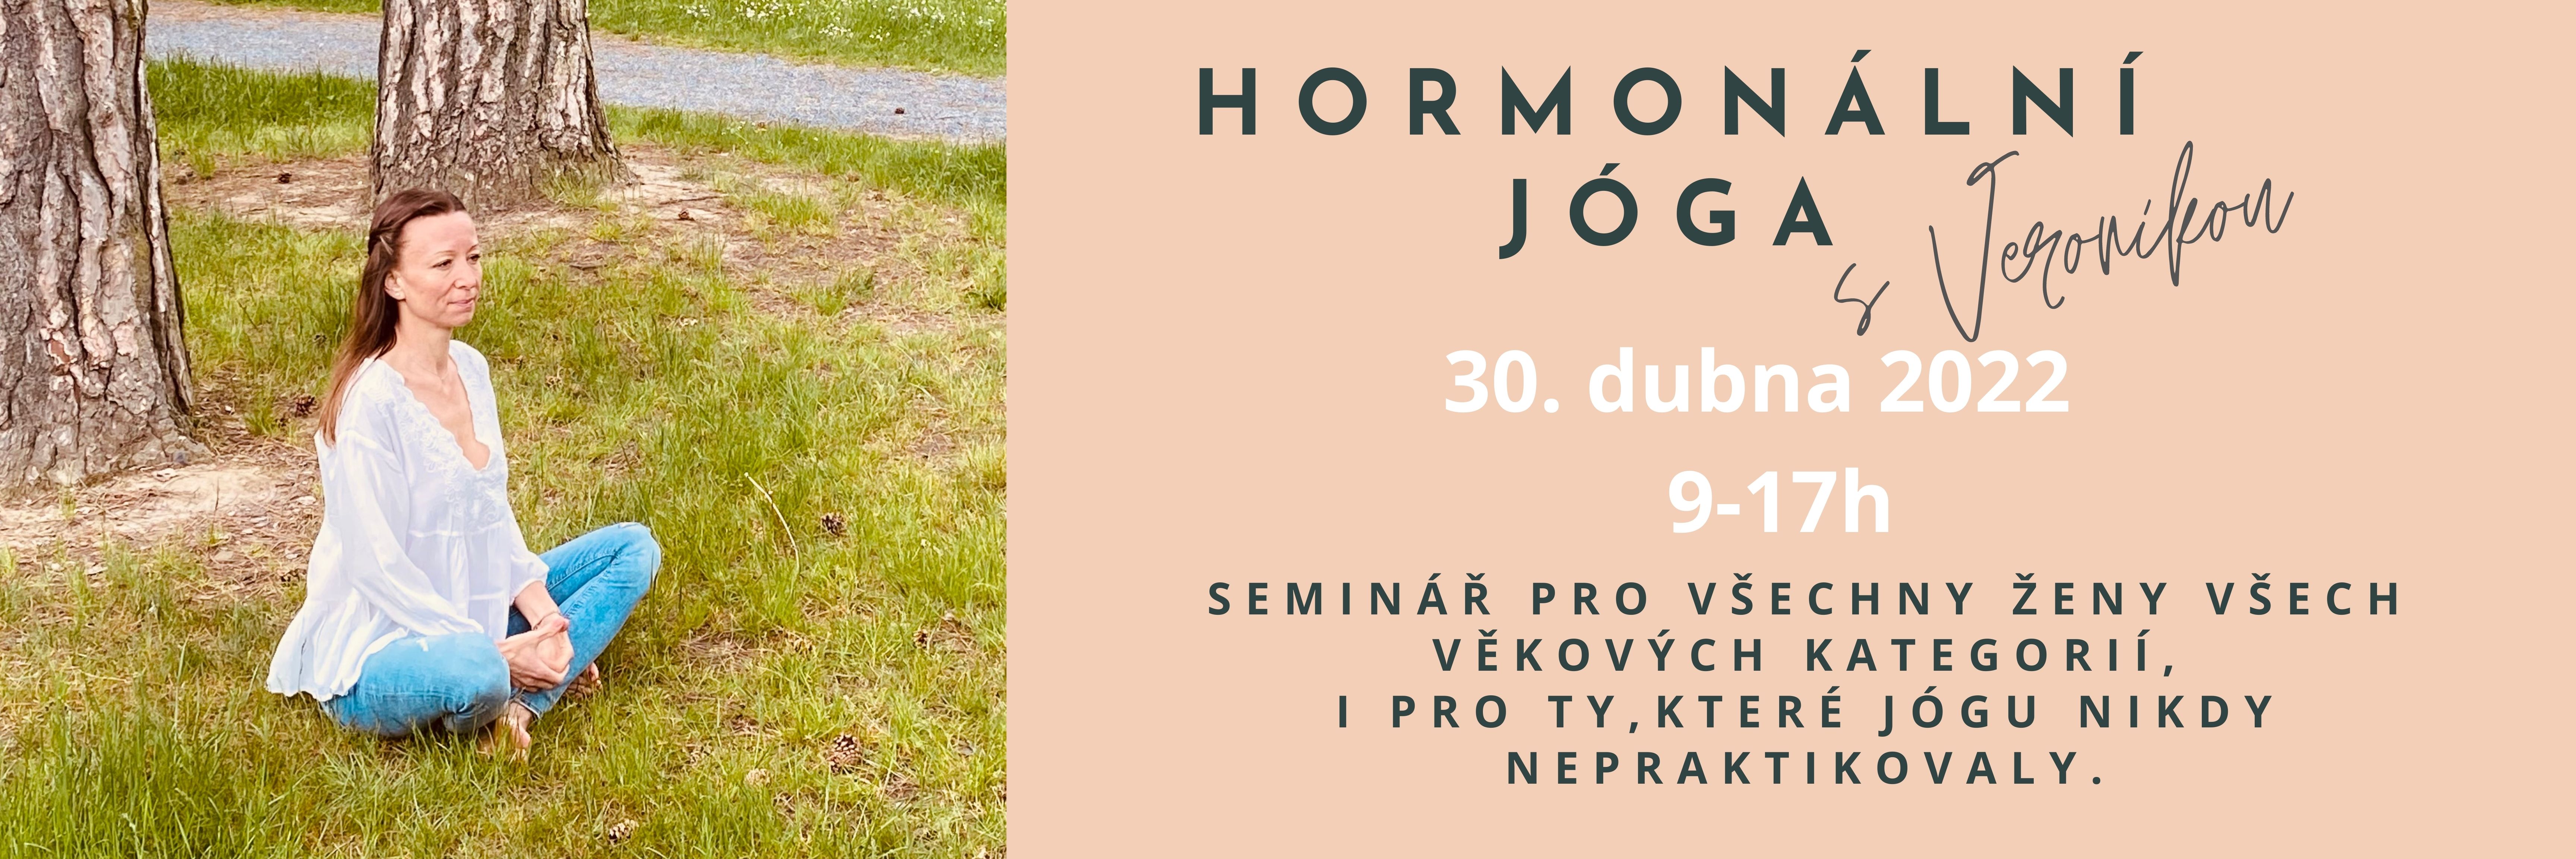 HORMONÁLNÍ
JÓGA
s Veronikou
30. dubna 2022
9-17h
SEMINÁŘ PRO VŠECHNY ŽENY VŠECH
VĚKOVÝCH KATEGORIÍ,
I PRO TY,KTERÉ JÓGU NIKDY
NEPRAKTIKOVALY.